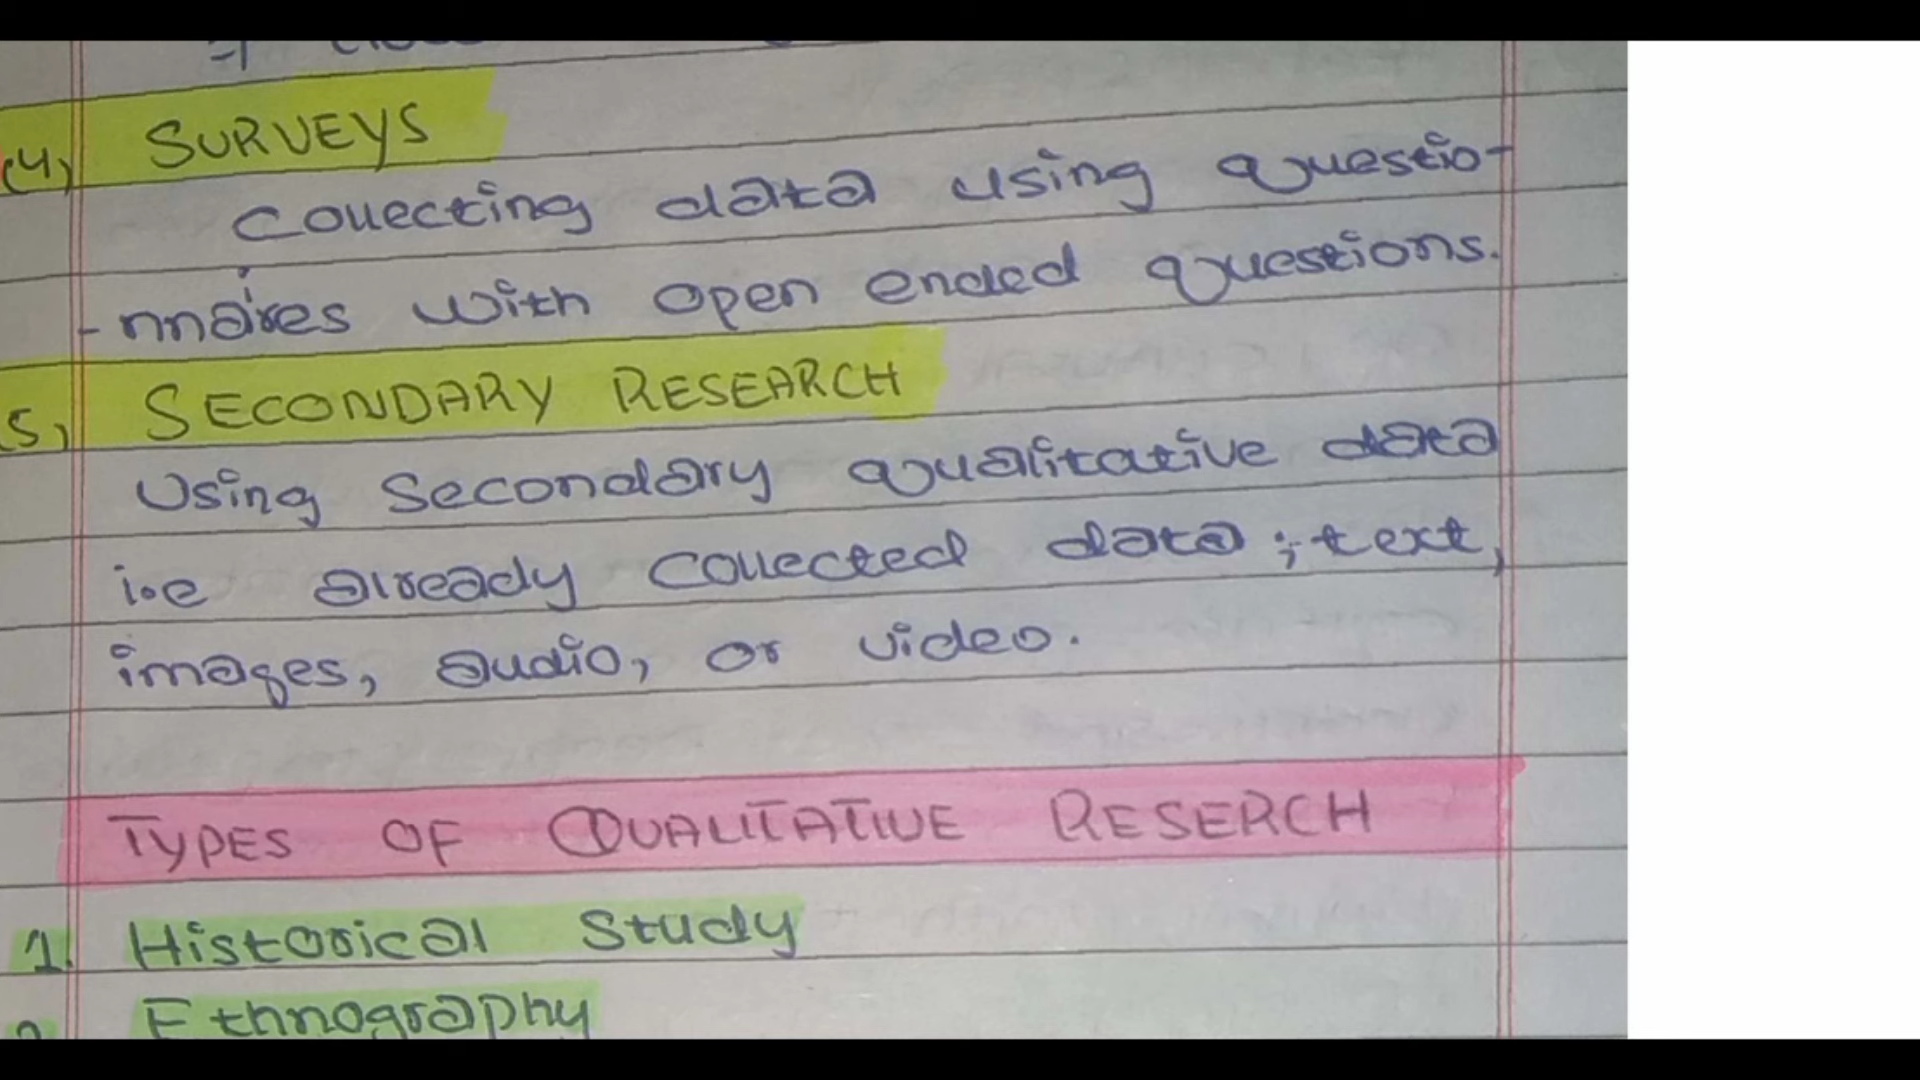 (4) SURVEYS
Collecting data using questio-
-nnaires with open ended questions.
(5) SECONDARY RESEARCH
Using Secondary qualitative data
i.e already collected data ; text,
images, audio, or video.
TYPES OF QUALITATIVE RESERCH
1. Historical Study
2. Ethnography